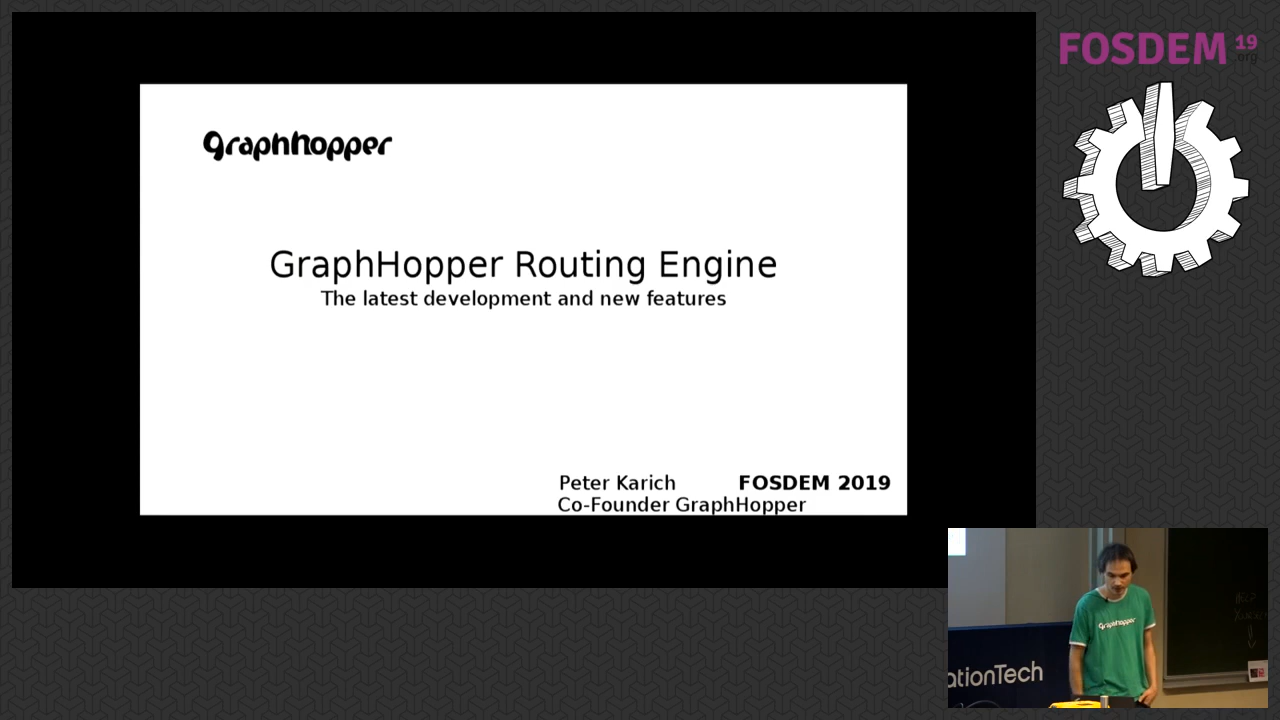 FOSDEM 19
.org
graphhopper
GraphHopper Routing Engine
The latest development and new features
Peter Karich FOSDEM 2019
Co-Founder GraphHopper
graphhopper
ationTech